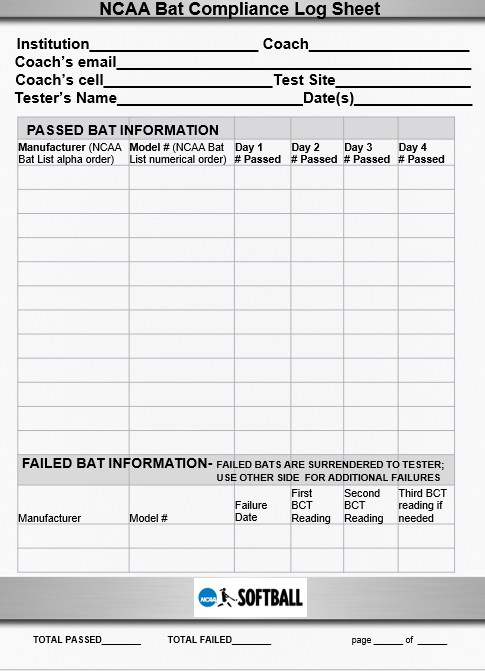 NCAA Bat Compliance Log Sheet
Institution____________________ Coach____________________
Coach’s email__________________________________________
Coach’s cell____________________Test Site________________
Tester’s Name______________________Date(s)______________
PASSED BAT INFORMATION
Manufacturer (NCAA Bat List alpha order) Model # (NCAA Bat List numerical order) Day 1 # Passed Day 2 # Passed Day 3 # Passed Day 4 # Passed
FAILED BAT INFORMATION- FAILED BATS ARE SURRENDERED TO TESTER;
USE OTHER SIDE FOR ADDITIONAL FAILURES
Manufacturer Model # Failure Date First BCT Reading Second BCT Reading Third BCT reading if needed
NCAA SOFTBALL
TOTAL PASSED________ TOTAL FAILED________ page ______ of ______